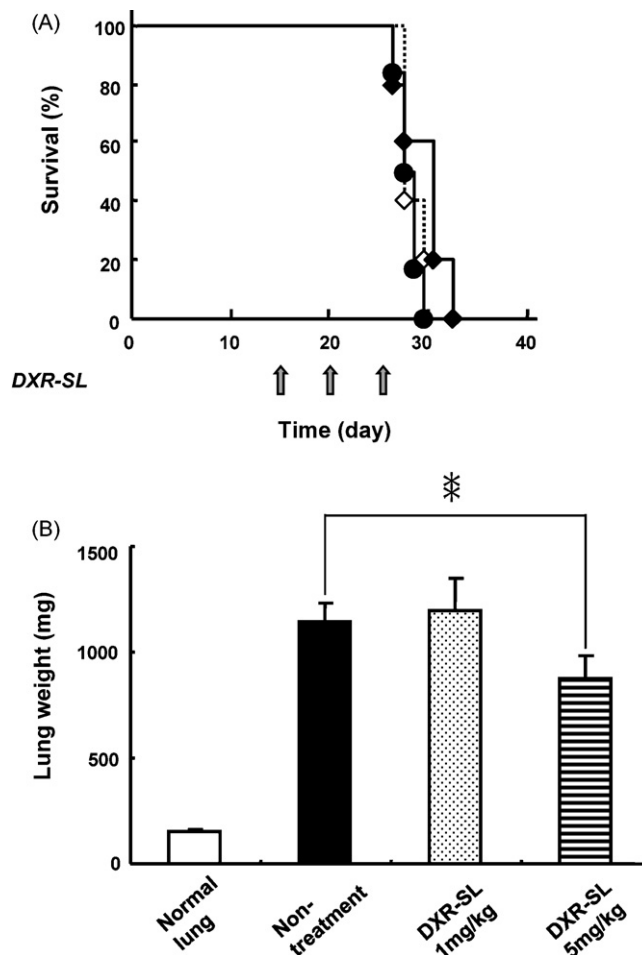 (A)
Survival (%)
100
80
60
40
20
0
0 10 20 30 40
DXR-SL
Time (day)
(B)
Lung weight (mg)
1500
1000
500
0
**
Normal
lung
Non-
treatment
DXR-SL
1mg/kg
DXR-SL
5mg/kg